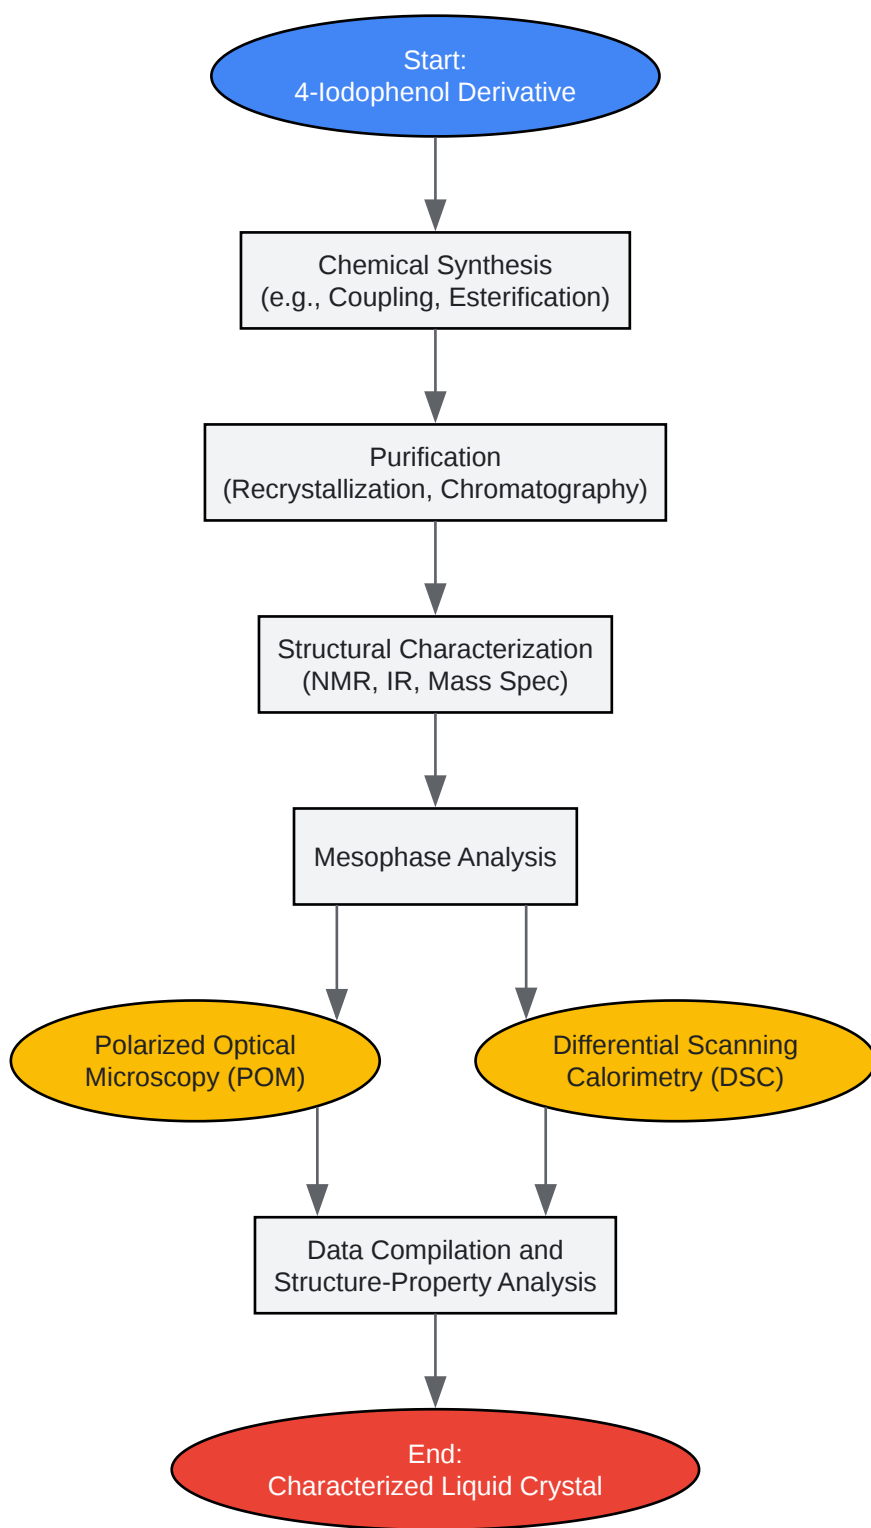 Start:
4-Iodophenol Derivative
Chemical Synthesis
(e.g., Coupling, Esterification)
Purification
(Recrystallization, Chromatography)
Structural Characterization
(NMR, IR, Mass Spec)
Mesophase Analysis
Polarized Optical
Microscopy (POM)
Differential Scanning
Calorimetry (DSC)
Data Compilation and
Structure-Property Analysis
End:
Characterized Liquid Crystal